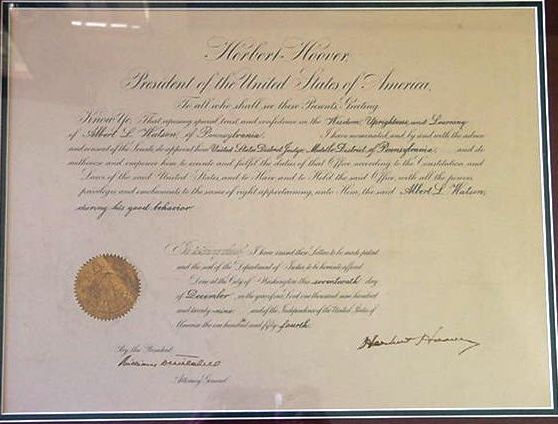 Herbert Hoover,
President of the United States of America,
To all who shall see these Presents, Greeting:
Know Ye, That reposing special trust and confidence in the Wisdom, Uprightness, and Learning
of Albert L. Watson, of Pennsylvania, I have nominated, and, by and with the advice
and consent of the Senate, do appoint him United States District Judge, Middle District of Pennsylvania, and do
authorize and empower him to execute and fulfil the duties of that Office according to the Constitution and
Laws of the said United States, and to Have and to Hold the said Office, with all the powers,
privileges and emoluments to the same of right appertaining, unto Him, the said Albert L. Watson,
during his good behavior.
In testimony whereof, I have caused these Letters to be made patent
and the seal of the Department of Justice to be hereunto affixed.
Done at the City of Washington this seventeenth day
of December, in the year of our Lord one thousand nine hundred
and twenty-nine, and of the Independence of the United States of
America the one hundred and fifty-fourth.
Herbert Hoover
By the President:
William D. Mitchell
Attorney General